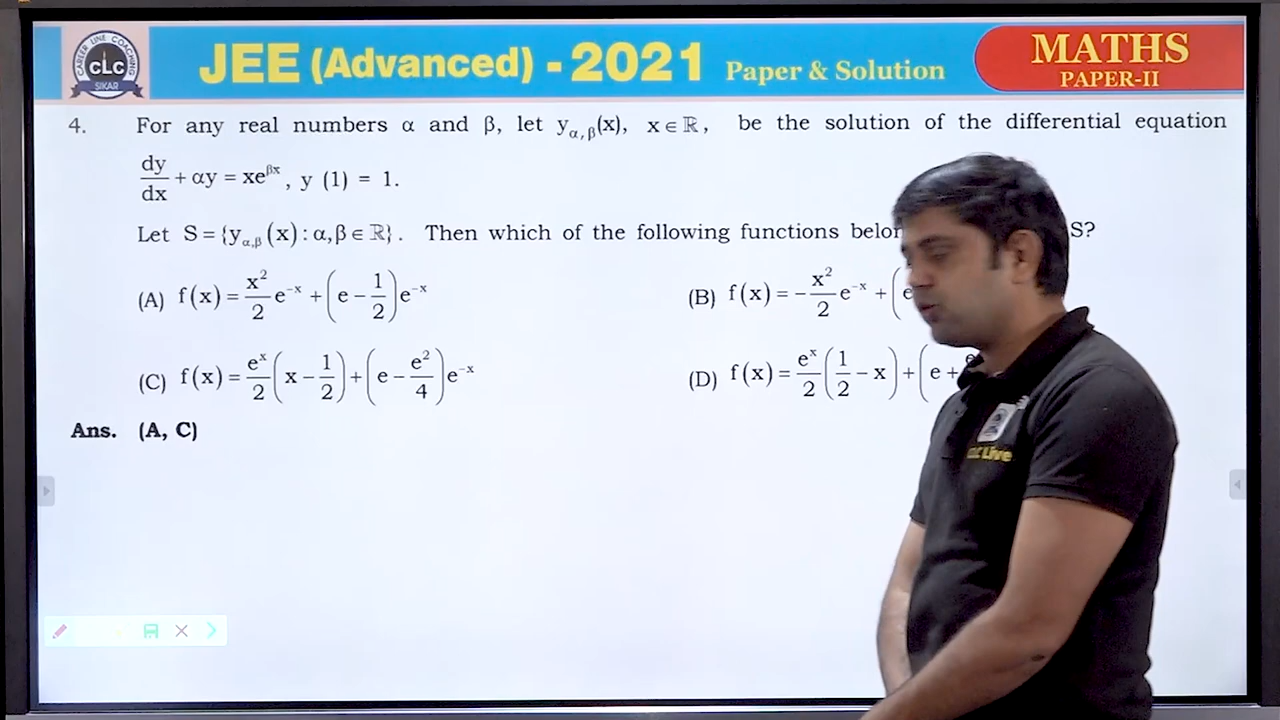 CAREER LINE COACHING
CLC
SIKAR
JEE (Advanced) - 2021 Paper & Solution
MATHS
PAPER-II
4. For any real numbers α and β, let y_{α,β}(x), x ∈ ℝ, be the solution of the differential equation
dy/dx + αy = xe^{βx}, y (1) = 1.
Let S = {y_{α,β}(x) : α, β ∈ ℝ}. Then which of the following functions S?
(A) f(x) = x²/2 e^{-x} + (e − 1/2) e^{-x}
(B) f(x) = −x²/2 e^{-x} + (e
(C) f(x) = e^x/2 (x − 1/2) + (e − e²/4) e^{-x}
(D) f(x) = e^x/2 (1/2 − x) + (e +
Ans. (A, C)
CLC Live